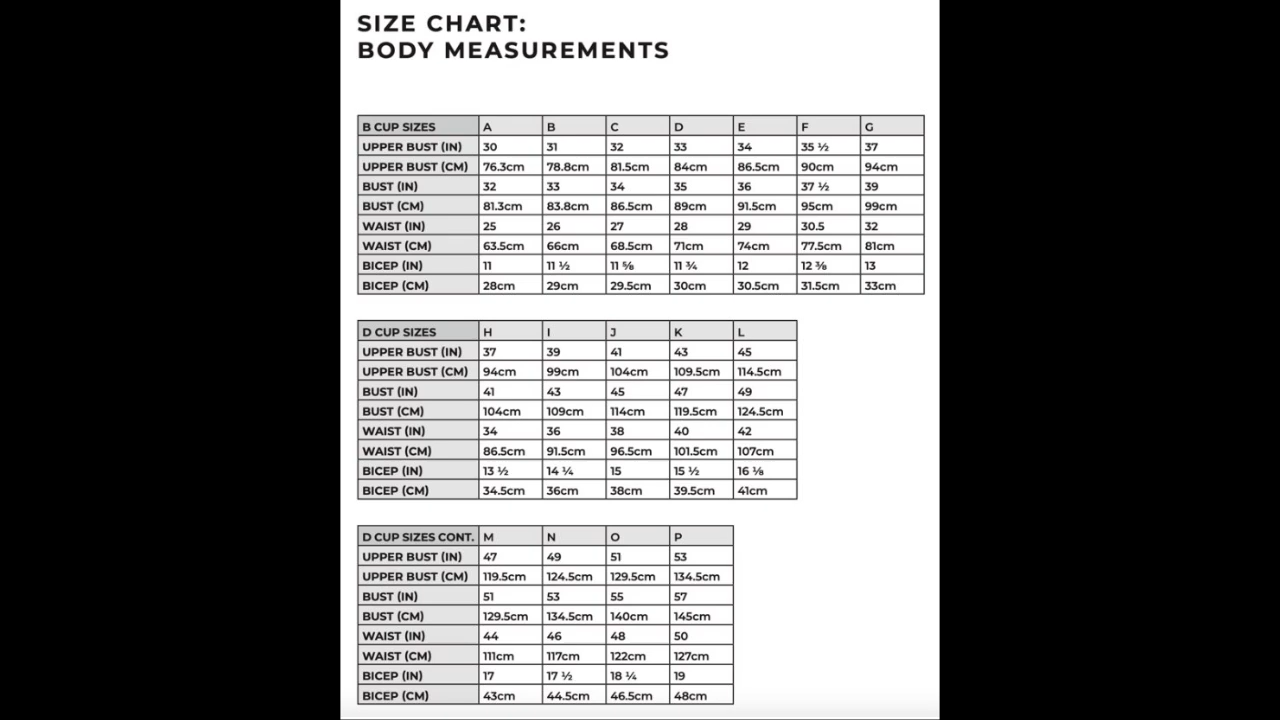 SIZE CHART:
BODY MEASUREMENTS
B CUP SIZES A B C D E F G
UPPER BUST (IN) 30 31 32 33 34 35 ½ 37
UPPER BUST (CM) 76.3cm 78.8cm 81.5cm 84cm 86.5cm 90cm 94cm
BUST (IN) 32 33 34 35 36 37 ½ 39
BUST (CM) 81.3cm 83.8cm 86.5cm 89cm 91.5cm 95cm 99cm
WAIST (IN) 25 26 27 28 29 30.5 32
WAIST (CM) 63.5cm 66cm 68.5cm 71cm 74cm 77.5cm 81cm
BICEP (IN) 11 11 ½ 11 ⅝ 11 ¾ 12 12 ⅜ 13
BICEP (CM) 28cm 29cm 29.5cm 30cm 30.5cm 31.5cm 33cm
D CUP SIZES H I J K L
UPPER BUST (IN) 37 39 41 43 45
UPPER BUST (CM) 94cm 99cm 104cm 109.5cm 114.5cm
BUST (IN) 41 43 45 47 49
BUST (CM) 104cm 109cm 114cm 119.5cm 124.5cm
WAIST (IN) 34 36 38 40 42
WAIST (CM) 86.5cm 91.5cm 96.5cm 101.5cm 107cm
BICEP (IN) 13 ½ 14 ¼ 15 15 ½ 16 ⅛
BICEP (CM) 34.5cm 36cm 38cm 39.5cm 41cm
D CUP SIZES CONT. M N O P
UPPER BUST (IN) 47 49 51 53
UPPER BUST (CM) 119.5cm 124.5cm 129.5cm 134.5cm
BUST (IN) 51 53 55 57
BUST (CM) 129.5cm 134.5cm 140cm 145cm
WAIST (IN) 44 46 48 50
WAIST (CM) 111cm 117cm 122cm 127cm
BICEP (IN) 17 17 ½ 18 ¼ 19
BICEP (CM) 43cm 44.5cm 46.5cm 48cm